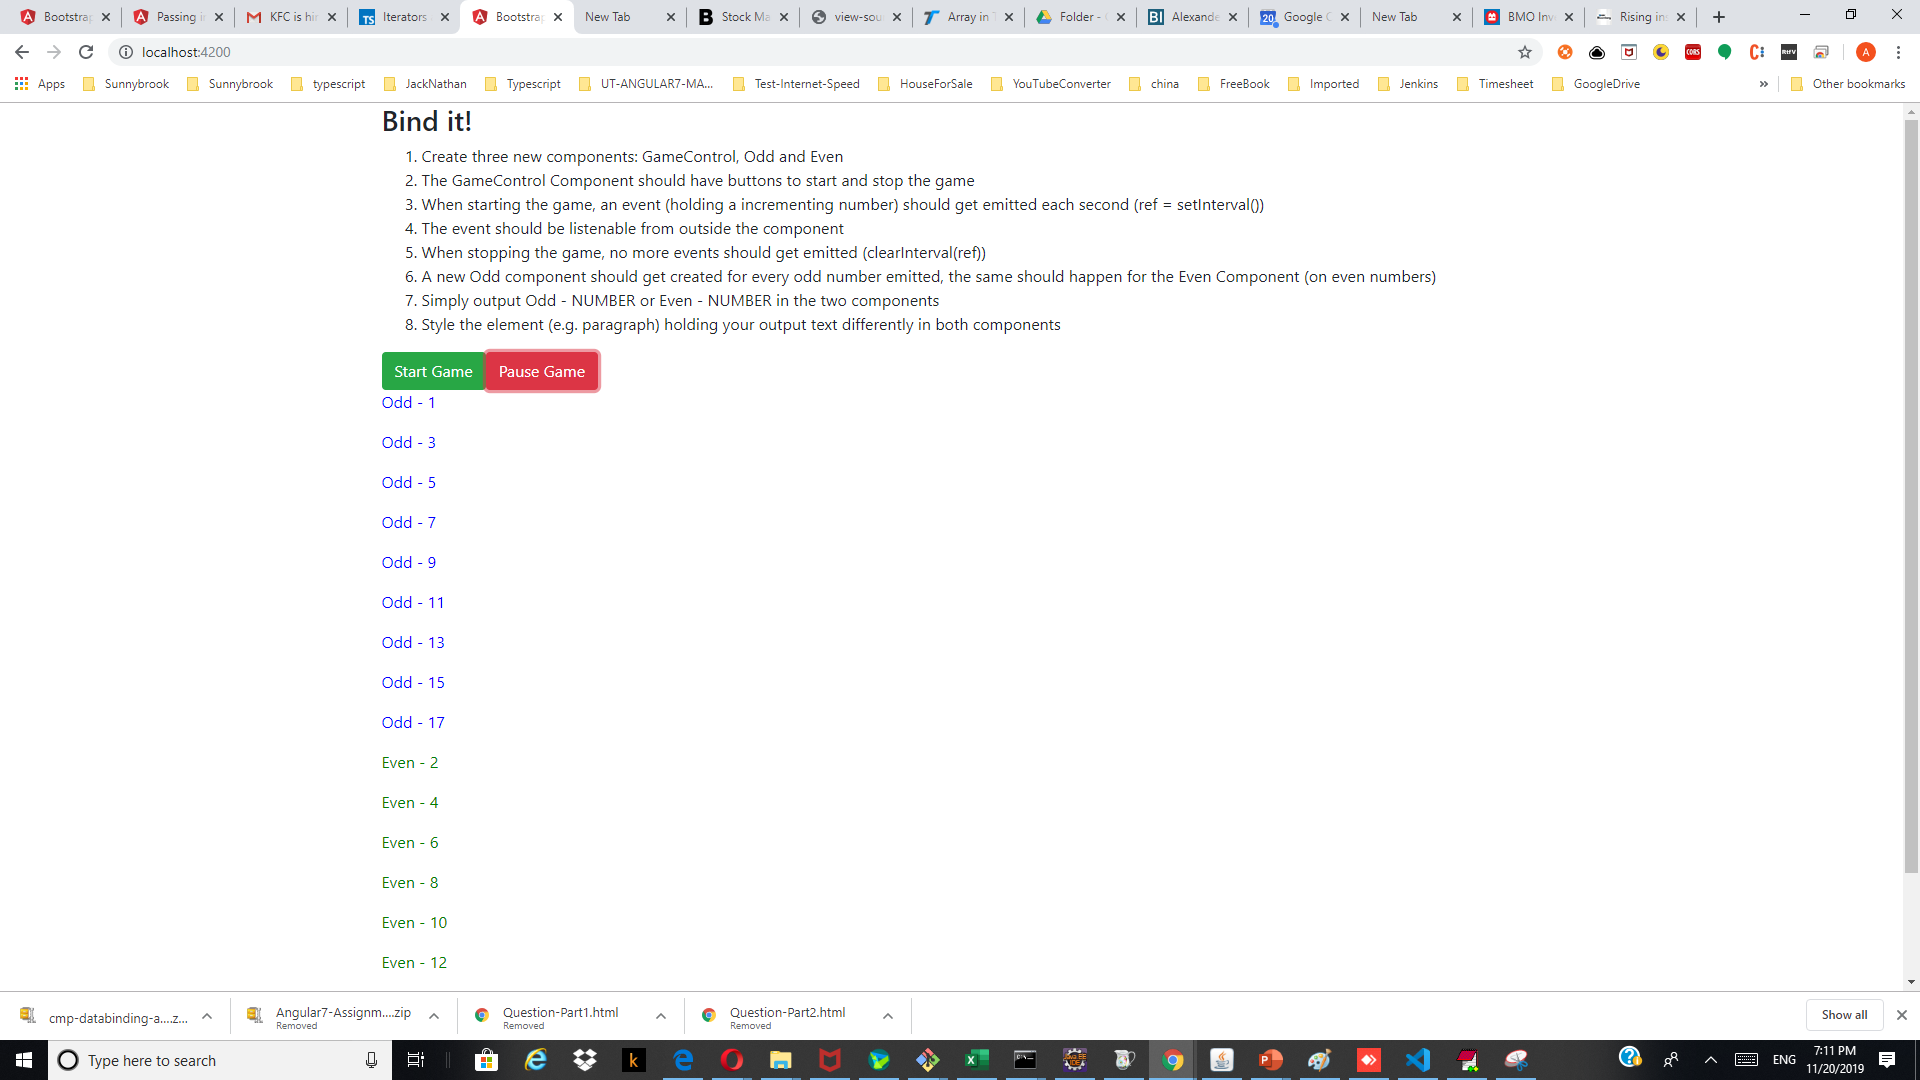 Bootstrap
Passing i
KFC is hir
Iterators
Bootstrap
New Tab
Stock Ma
view-sou
Array in T
Folder -
Alexande
Google C
New Tab
BMO Inv
Rising in
localhost:4200
Apps
Sunnybrook
Sunnybrook
typescript
JackNathan
Typescript
UT-ANGULAR7-MA...
Test-Internet-Speed
HouseForSale
YouTubeConverter
china
FreeBook
Imported
Jenkins
Timesheet
GoogleDrive
»
Other bookmarks
Bind it!
1. Create three new components: GameControl, Odd and Even
2. The GameControl Component should have buttons to start and stop the game
3. When starting the game, an event (holding a incrementing number) should get emitted each second (ref = setInterval())
4. The event should be listenable from outside the component
5. When stopping the game, no more events should get emitted (clearInterval(ref))
6. A new Odd component should get created for every odd number emitted, the same should happen for the Even Component (on even numbers)
7. Simply output Odd - NUMBER or Even - NUMBER in the two components
8. Style the element (e.g. paragraph) holding your output text differently in both components
Start Game
Pause Game
Odd - 1
Odd - 3
Odd - 5
Odd - 7
Odd - 9
Odd - 11
Odd - 13
Odd - 15
Odd - 17
Even - 2
Even - 4
Even - 6
Even - 8
Even - 10
Even - 12
cmp-databinding-a....z...
Angular7-Assignm....zip
Removed
Question-Part1.html
Removed
Question-Part2.html
Removed
Show all
Type here to search
ENG
7:11 PM
11/20/2019